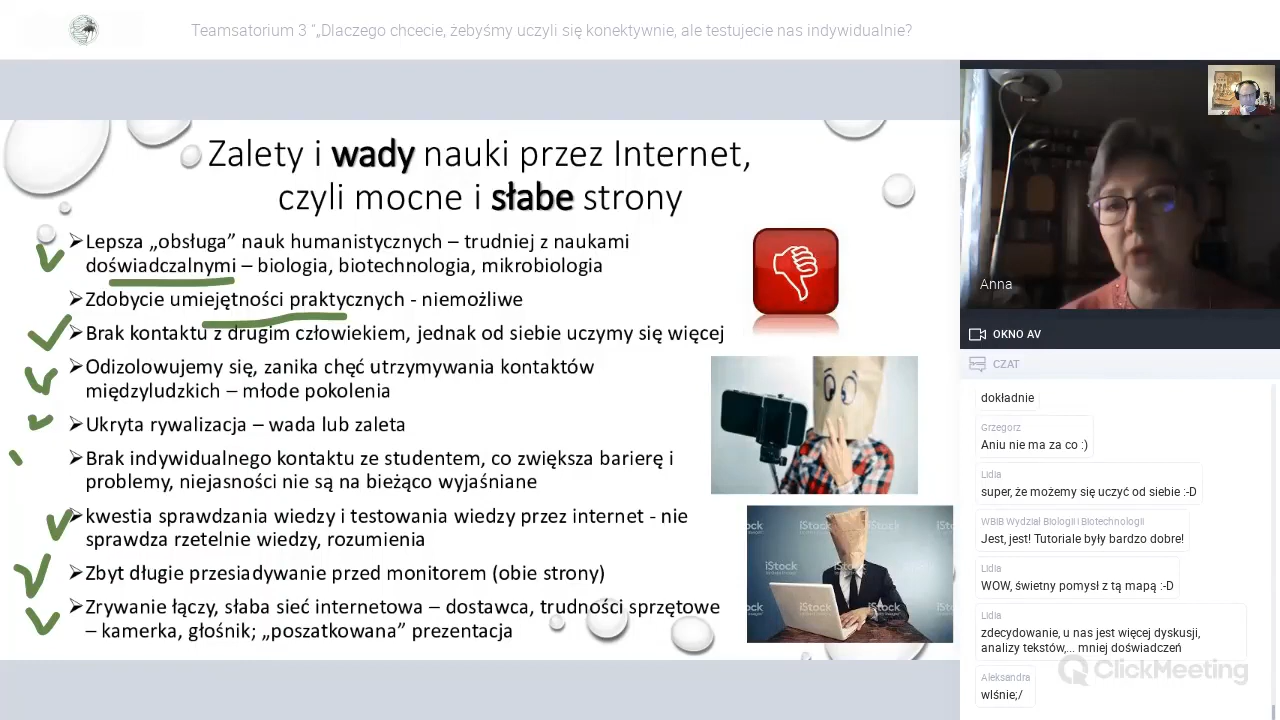 Teamsatorium 3 “„Dlaczego chcecie, żebyśmy uczyli się konektywnie, ale testujecie nas indywidualnie?
Zalety i wady nauki przez Internet,
czyli mocne i słabe strony
➢Lepsza „obsługa” nauk humanistycznych – trudniej z naukami
doświadczalnymi – biologia, biotechnologia, mikrobiologia
➢Zdobycie umiejętności praktycznych - niemożliwe
➢Brak kontaktu z drugim człowiekiem, jednak od siebie uczymy się więcej
➢Odizolowujemy się, zanika chęć utrzymywania kontaktów
międzyludzkich – młode pokolenia
➢Ukryta rywalizacja – wada lub zaleta
➢Brak indywidualnego kontaktu ze studentem, co zwiększa barierę i
problemy, niejasności nie są na bieżąco wyjaśniane
➢kwestia sprawdzania wiedzy i testowania wiedzy przez internet - nie
sprawdza rzetelnie wiedzy, rozumienia
➢Zbyt długie przesiadywanie przed monitorem (obie strony)
➢Zrywanie łączy, słaba sieć internetowa – dostawca, trudności sprzętowe
– kamerka, głośnik; „poszatkowana” prezentacja
iStock
iStock
iStock
iStock
iStock
iStock
Anna
OKNO AV
CZAT
dokładnie
Grzegorz
Aniu nie ma za co :)
Lidia
super, że możemy się uczyć od siebie :-D
WBIB Wydział Biologii i Biotechnologii
Jest, jest! Tutoriale były bardzo dobre!
Lidia
WOW, świetny pomysł z tą mapą :-D
Lidia
zdecydowanie, u nas jest więcej dyskusji,
analizy tekstów,... mniej doświadczeń
ClickMeeting
Aleksandra
wlśnie;/